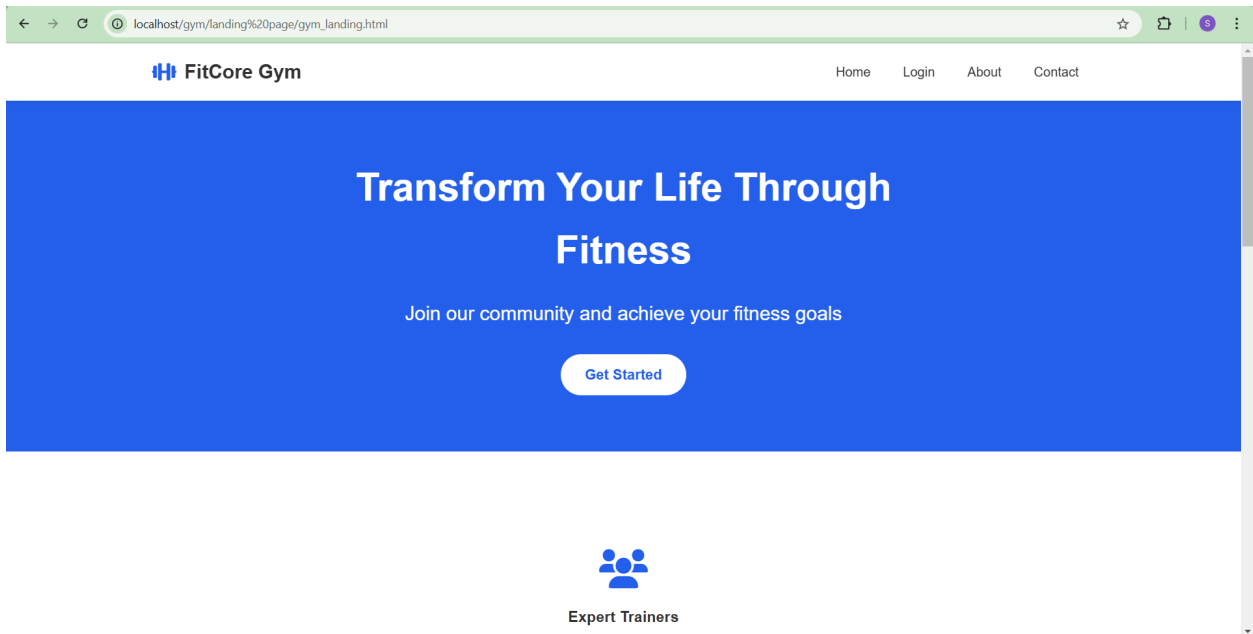 localhost/gym/landing%20page/gym_landing.html
S
FitCore Gym
Home Login About Contact
Transform Your Life Through
Fitness
Join our community and achieve your fitness goals
Get Started
Expert Trainers